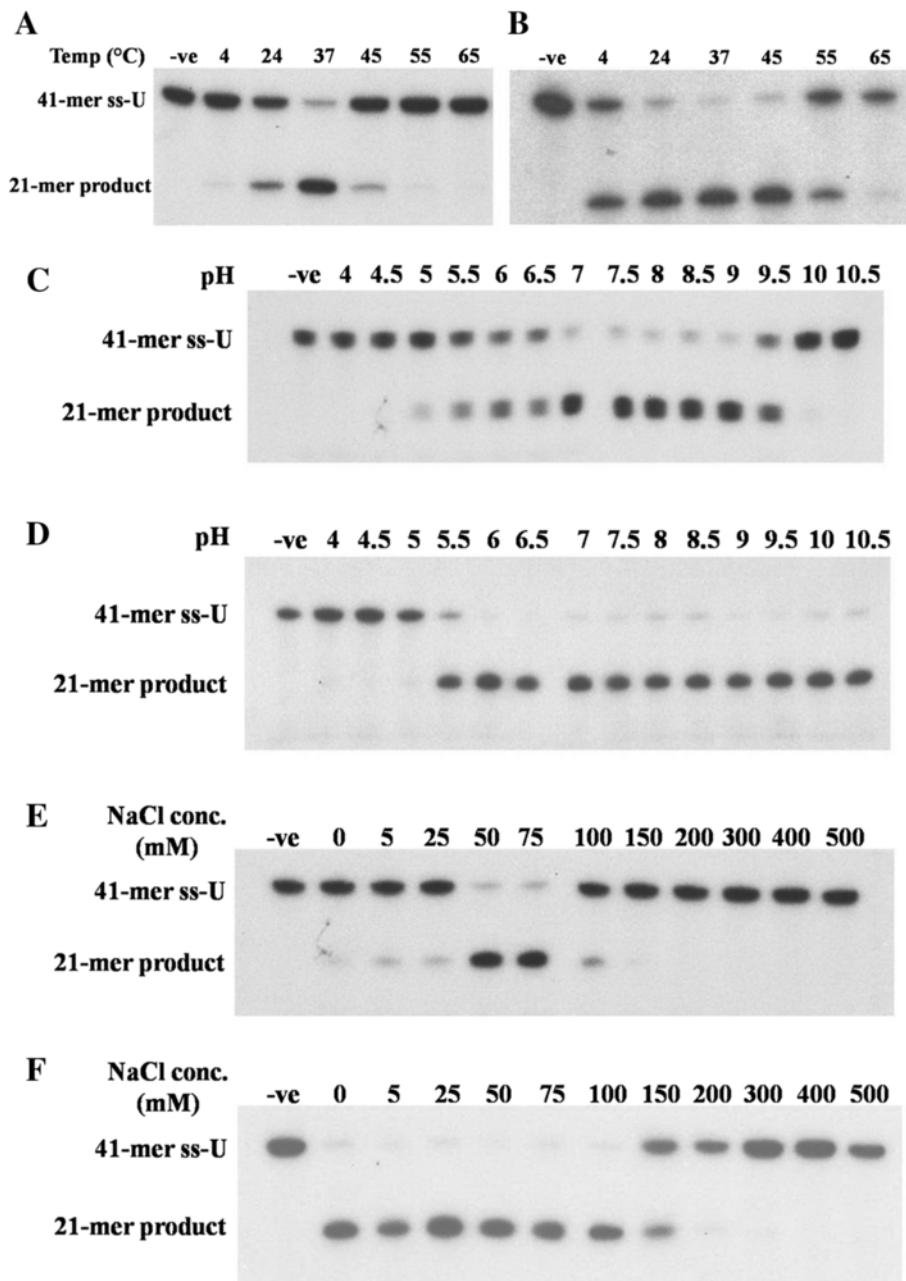 A
Temp (°C) -ve 4 24 37 45 55 65
41-mer ss-U
21-mer product
B
-ve 4 24 37 45 55 65
C
pH -ve 4 4.5 5 5.5 6 6.5 7 7.5 8 8.5 9 9.5 10 10.5
41-mer ss-U
21-mer product
D
pH -ve 4 4.5 5 5.5 6 6.5 7 7.5 8 8.5 9 9.5 10 10.5
41-mer ss-U
21-mer product
E
NaCl conc.
(mM) -ve 0 5 25 50 75 100 150 200 300 400 500
41-mer ss-U
21-mer product
F
NaCl conc.
(mM) -ve 0 5 25 50 75 100 150 200 300 400 500
41-mer ss-U
21-mer product